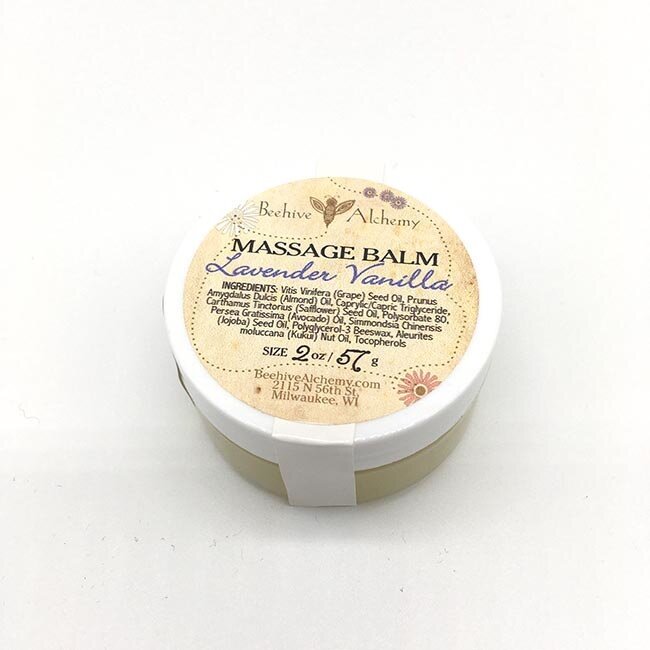 Beehive Alchemy
MASSAGE BALM
Lavender Vanilla
INGREDIENTS: Vitis Vinifera (Grape) Seed Oil, Prunus
Amygdalus Dulcis (Almond) Oil, Caprylic/Capric Triglyceride,
Carthamus Tinctorius (Safflower) Seed Oil, Polysorbate 80,
Persea Gratissima (Avocado) Oil, Simmondsia Chinensis
(Jojoba) Seed Oil, Polyglycerol-3 Beeswax, Aleurites
moluccana (Kukui) Nut Oil, Tocopherols
SIZE 2 oz / 57 g
BeehiveAlchemy.com
2115 N 56th St
Milwaukee, WI